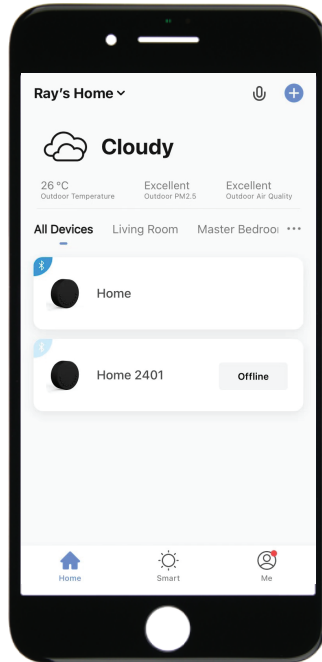 Ray's Home
Cloudy
26 °C Excellent Excellent
Outdoor Temperature Outdoor PM2.5 Outdoor Air Quality
All Devices Living Room Master Bedroo
Home
Home 2401 Offline
Home Smart Me